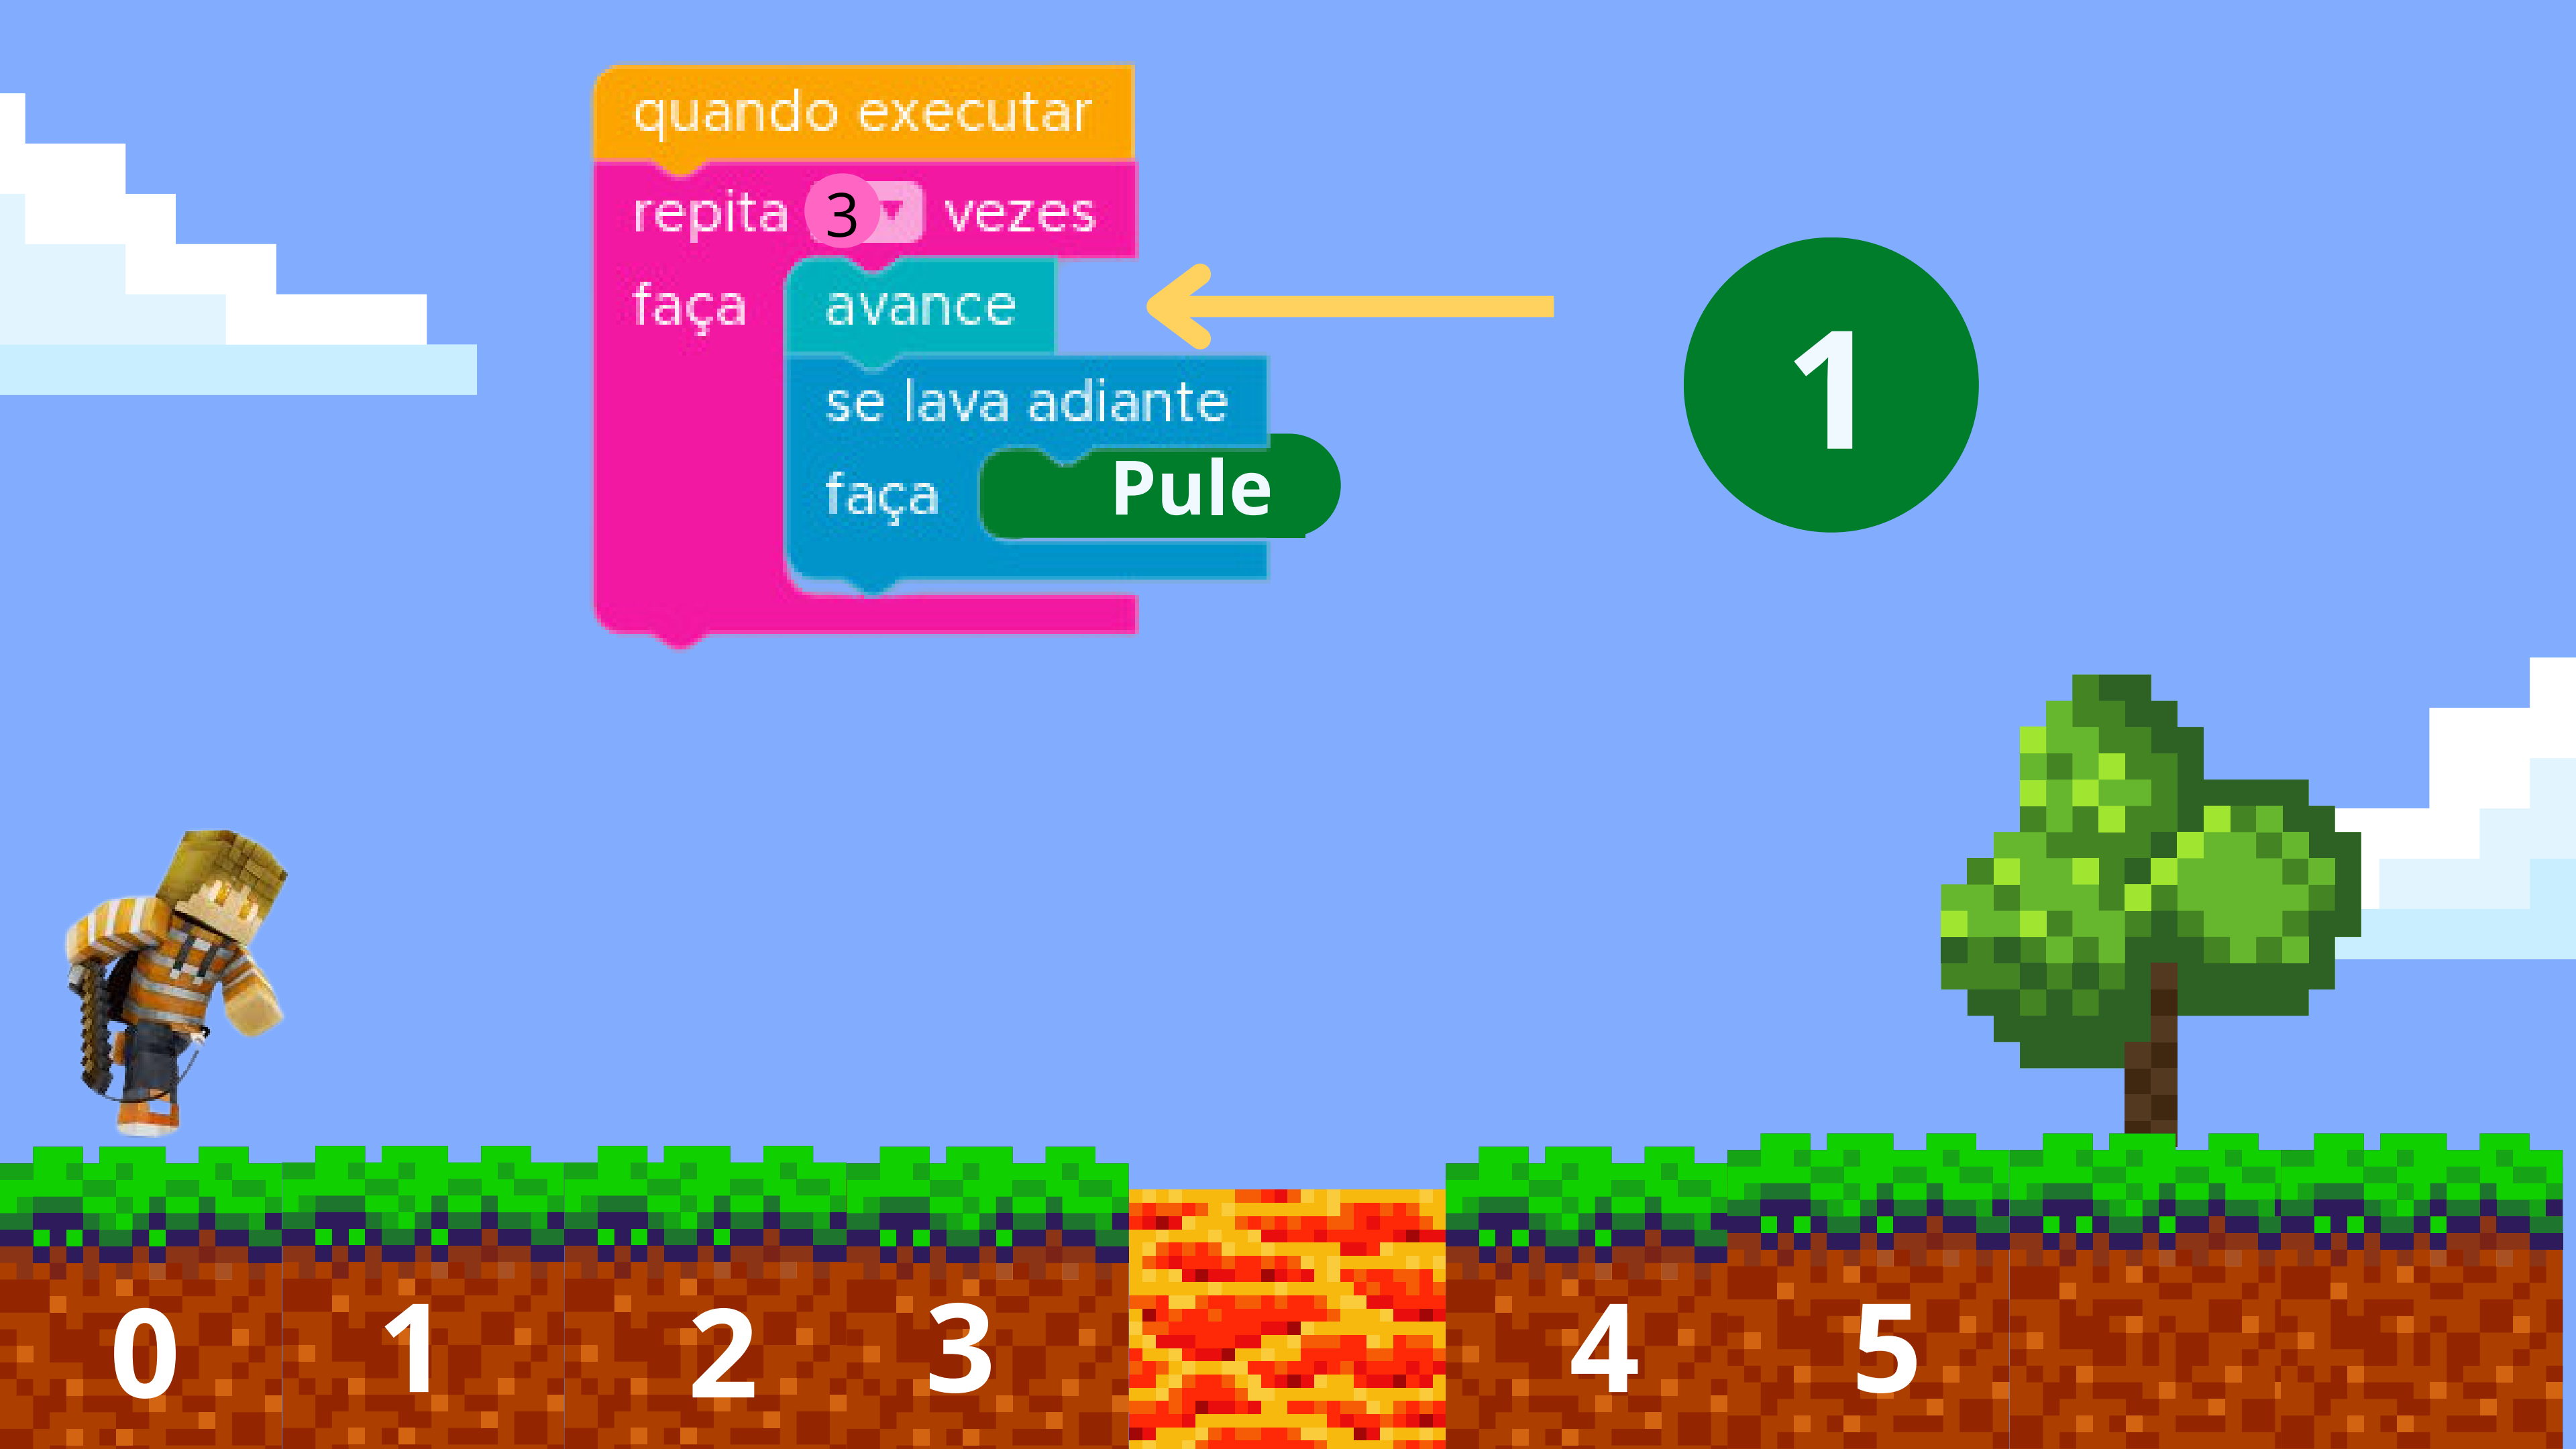 quando executar
repita 3 vezes
faça avance
se lava adiante
faça Pule
1
0 1 2 3 4 5